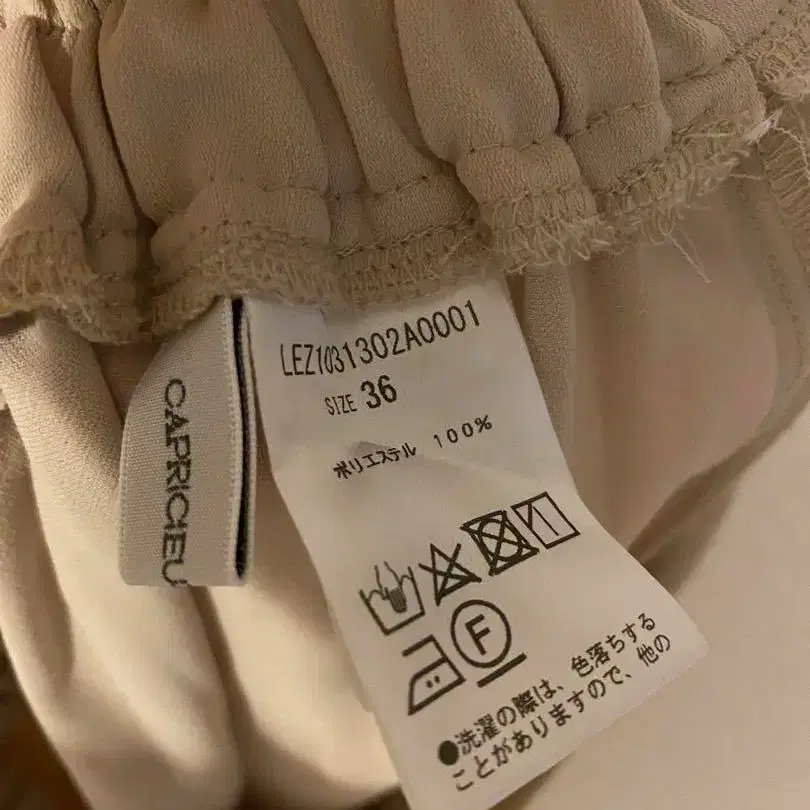 CAPRICIEU
LEZ1031302A0001
SIZE 36
ポリエステル 100%
F
●洗濯の際は、色落ちする
ことがありますので、他の